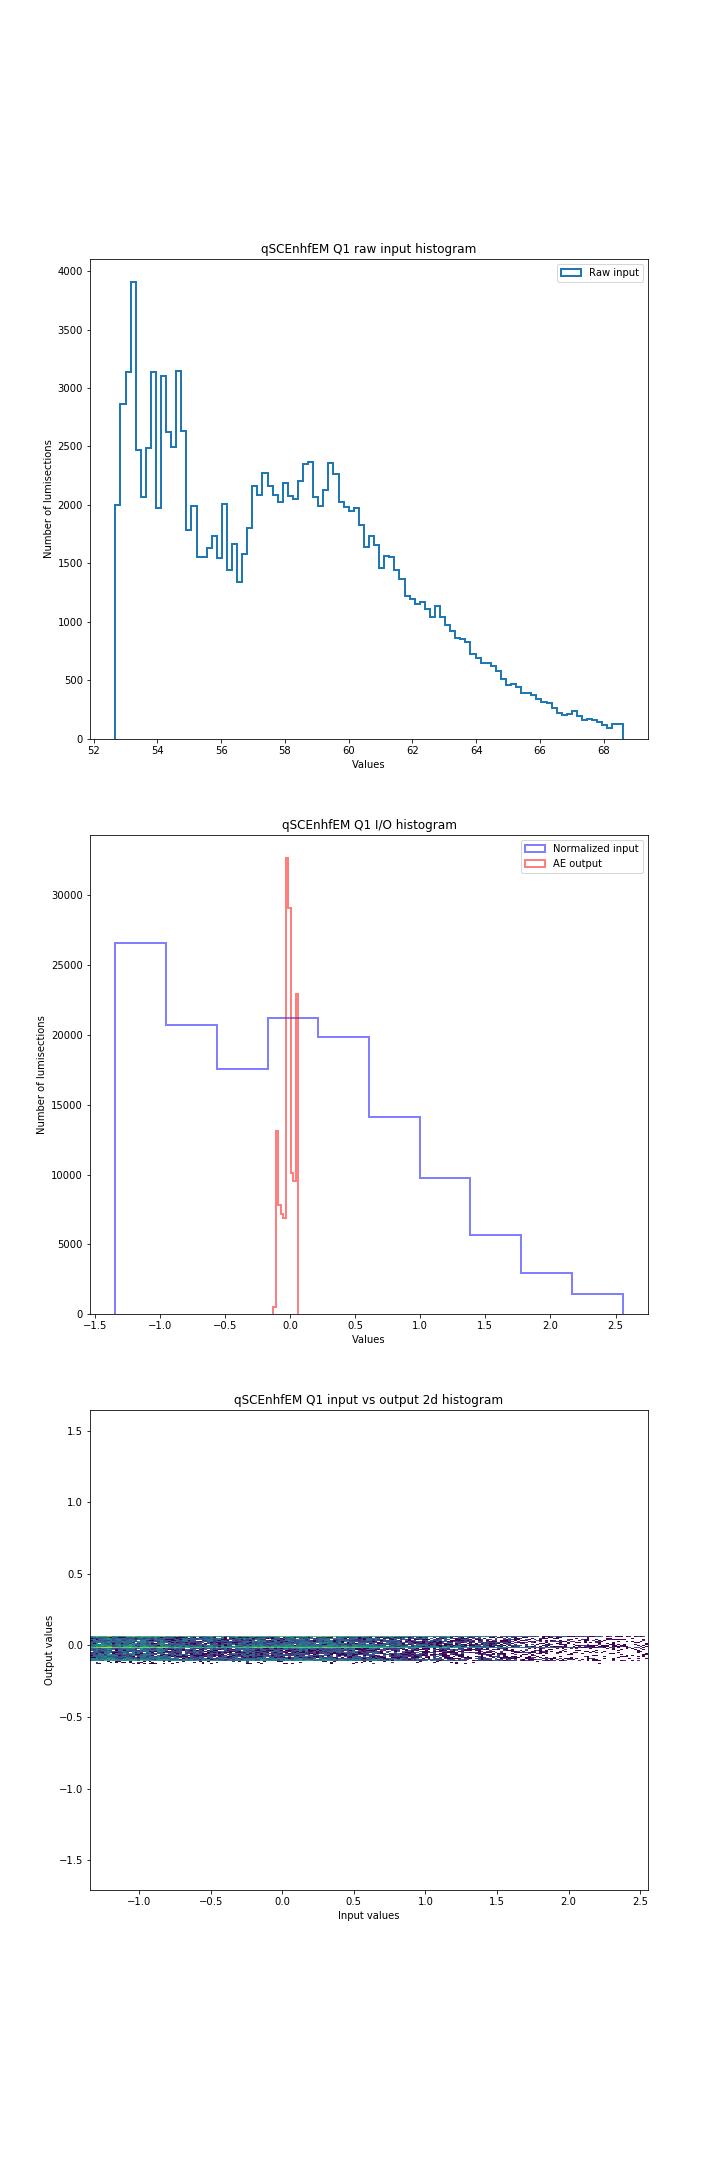 qSCEnhfEM Q1 raw input histogram
4000
3500
3000
2500
2000
1500
1000
500
0
Number of lumisections
Raw input
52 54 56 58 60 62 64 66 68
Values
qSCEnhfEM Q1 I/O histogram
30000
25000
20000
15000
10000
5000
0
Number of lumisections
Normalized input
AE output
−1.5 −1.0 −0.5 0.0 0.5 1.0 1.5 2.0 2.5
Values
qSCEnhfEM Q1 input vs output 2d histogram
1.5
1.0
0.5
0.0
−0.5
−1.0
−1.5
Output values
−1.0 −0.5 0.0 0.5 1.0 1.5 2.0 2.5
Input values